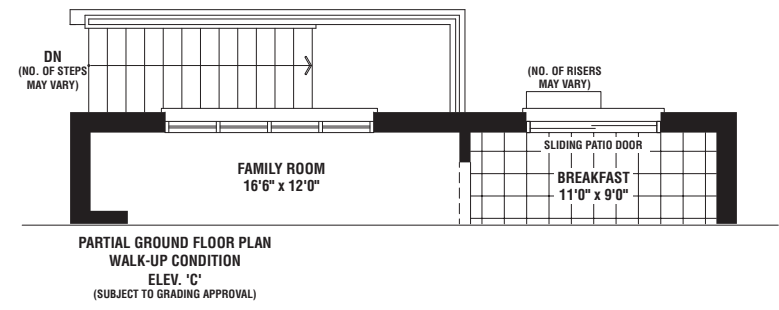 DN
(NO. OF STEPS
MAY VARY)
(NO. OF RISERS
MAY VARY)
SLIDING PATIO DOOR
FAMILY ROOM
16'6" x 12'0"
BREAKFAST
11'0" x 9'0"
PARTIAL GROUND FLOOR PLAN
WALK-UP CONDITION
ELEV. 'C'
(SUBJECT TO GRADING APPROVAL)